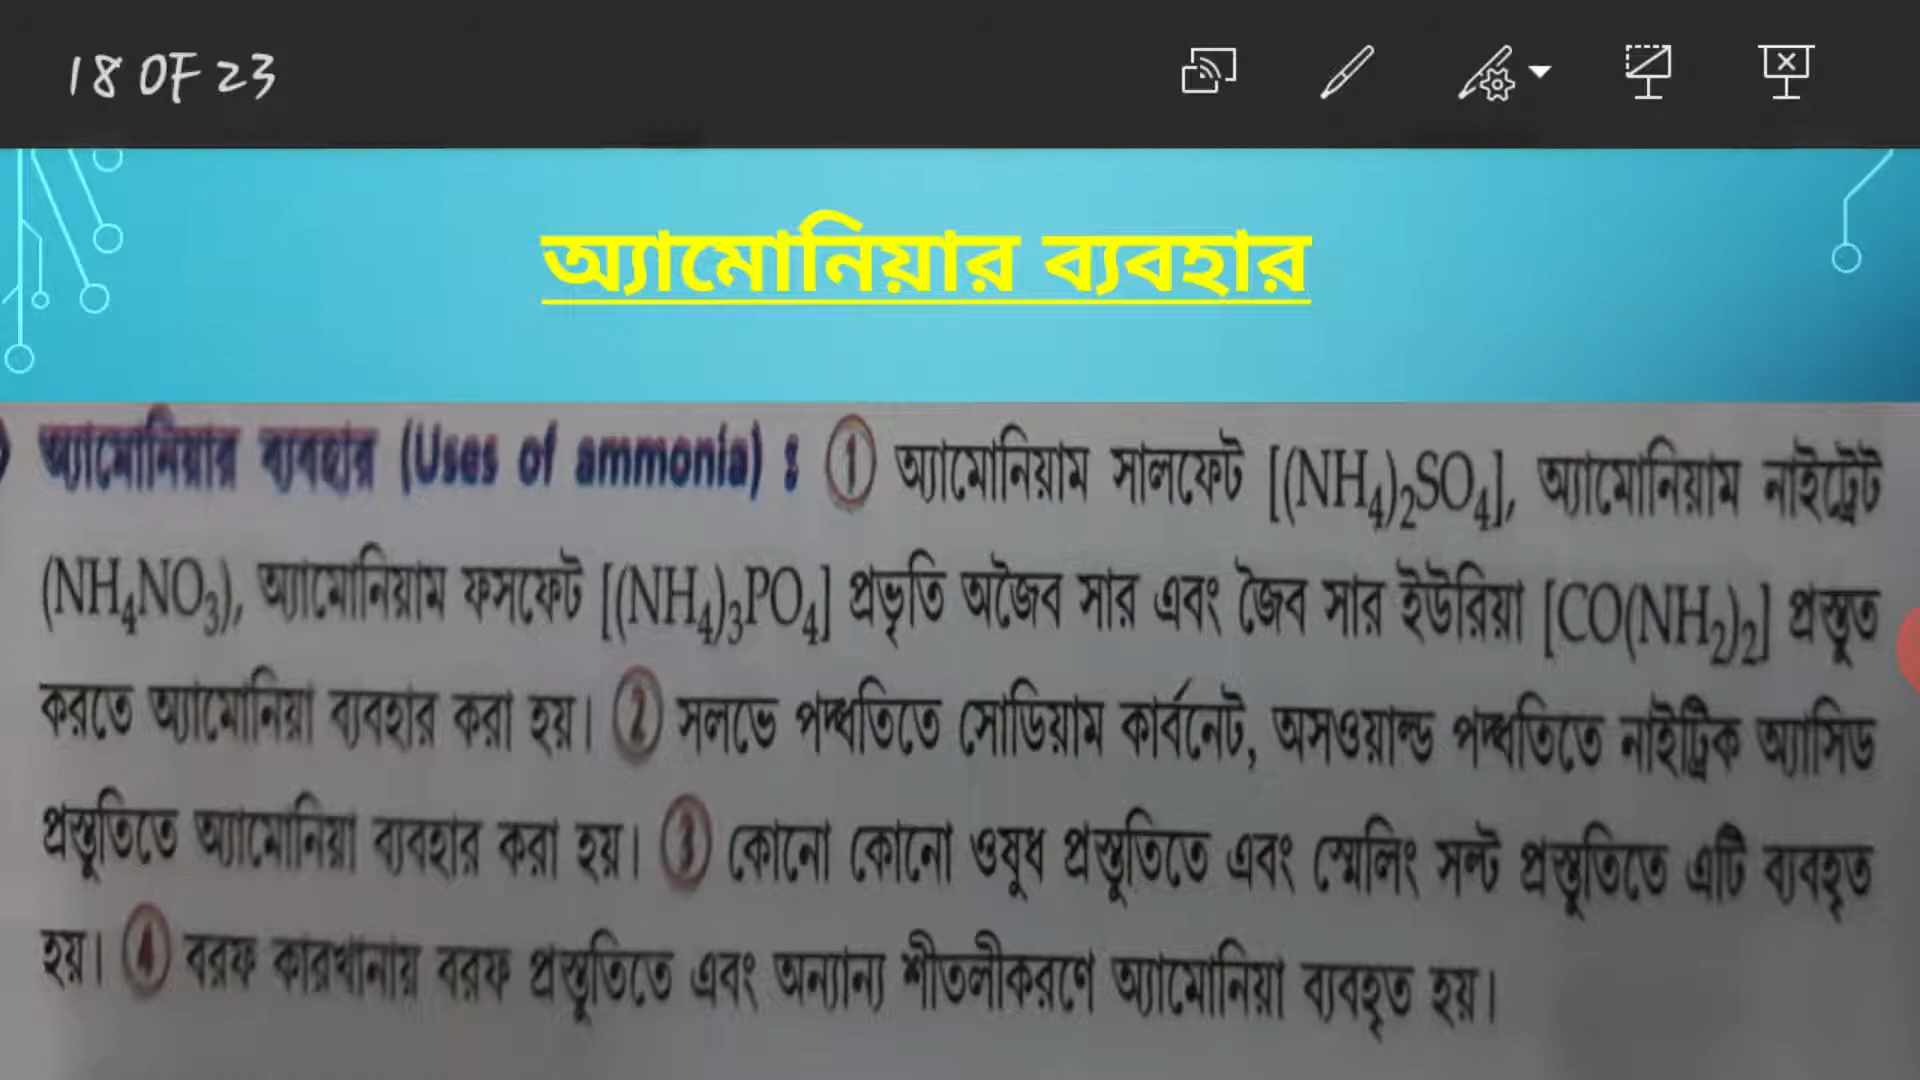 18 OF 23
অ্যামোনিয়ার ব্যবহার
অ্যামোনিয়ার ব্যবহার (Uses of ammonia) : ① অ্যামোনিয়াম সালফেট [(NH₄)₂SO₄], অ্যামোনিয়াম নাইট্রেট
(NH₄NO₃), অ্যামোনিয়াম ফসফেট [(NH₄)₃PO₄] প্রভৃতি অজৈব সার এবং জৈব সার ইউরিয়া [CO(NH₂)₂] প্রস্তুত
করতে অ্যামোনিয়া ব্যবহার করা হয়। ② সলভে পদ্ধতিতে সোডিয়াম কার্বনেট, অসওয়াল্ড পদ্ধতিতে নাইট্রিক অ্যাসিড
প্রস্তুতিতে অ্যামোনিয়া ব্যবহার করা হয়। ③ কোনো কোনো ওষুধ প্রস্তুতিতে এবং স্মেলিং সল্ট প্রস্তুতিতে এটি ব্যবহৃত
হয়। ④ বরফ কারখানায় বরফ প্রস্তুতিতে এবং অন্যান্য শীতলীকরণে অ্যামোনিয়া ব্যবহৃত হয়।